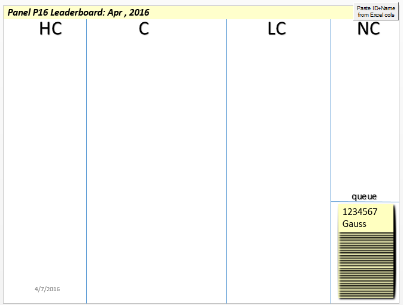 Panel P16 Leaderboard: Apr , 2016
Paste ID+Name
from Excel cols
HC
C
LC
NC
queue
1234567
Gauss
4/7/2016